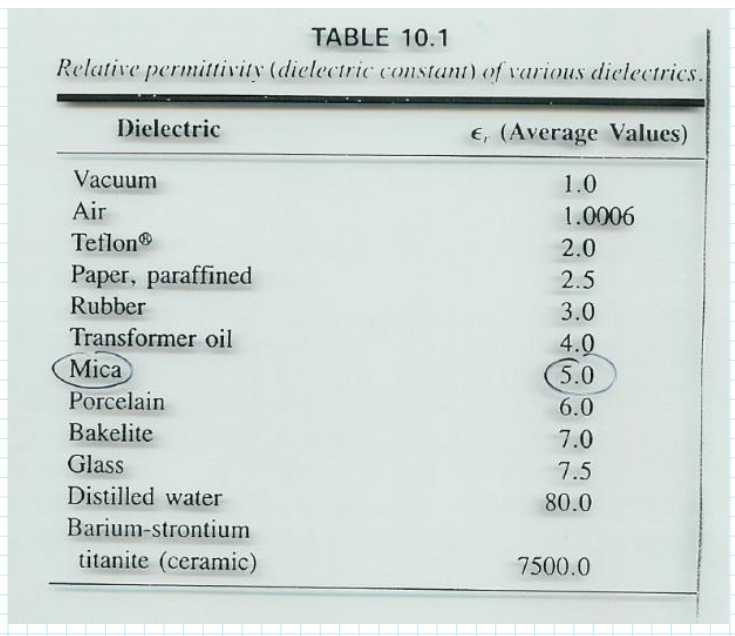 TABLE 10.1
Relative permittivity (dielectric constant) of various dielectrics.
Dielectric ϵr (Average Values)
Vacuum 1.0
Air 1.0006
Teflon® 2.0
Paper, paraffined 2.5
Rubber 3.0
Transformer oil 4.0
Mica 5.0
Porcelain 6.0
Bakelite 7.0
Glass 7.5
Distilled water 80.0
Barium-strontium
titanite (ceramic) 7500.0